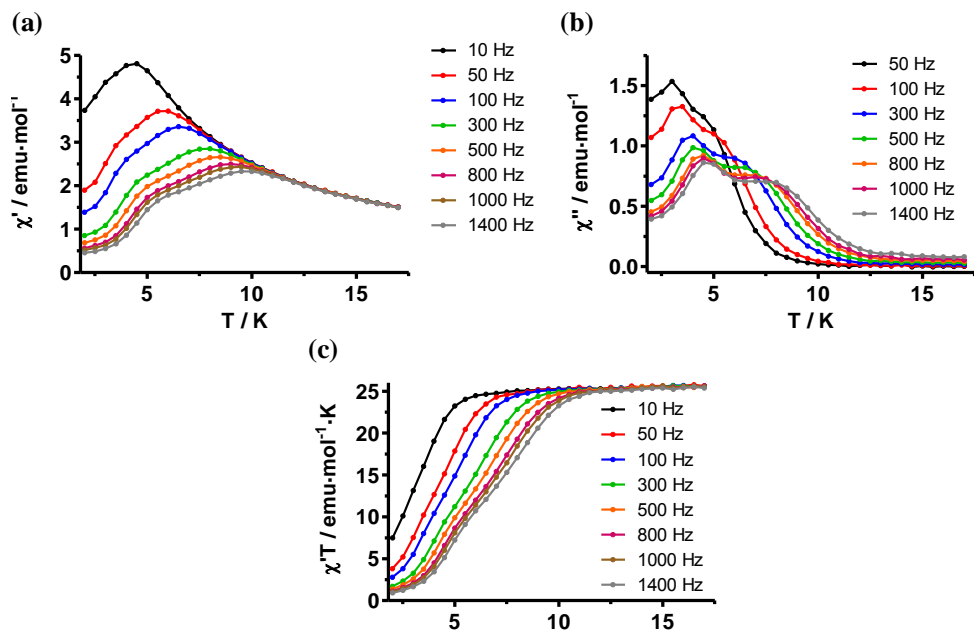 (a)
χ' / emu·mol⁻¹
5
4
3
2
1
0
5
10
15
T / K
10 Hz
50 Hz
100 Hz
300 Hz
500 Hz
800 Hz
1000 Hz
1400 Hz
(b)
χ'' / emu·mol⁻¹
1.5
1.0
0.5
0.0
5
10
15
T / K
50 Hz
100 Hz
300 Hz
500 Hz
800 Hz
1000 Hz
1400 Hz
(c)
χ'T / emu·mol⁻¹·K
25
20
15
10
5
0
5
10
15
10 Hz
50 Hz
100 Hz
300 Hz
500 Hz
800 Hz
1000 Hz
1400 Hz